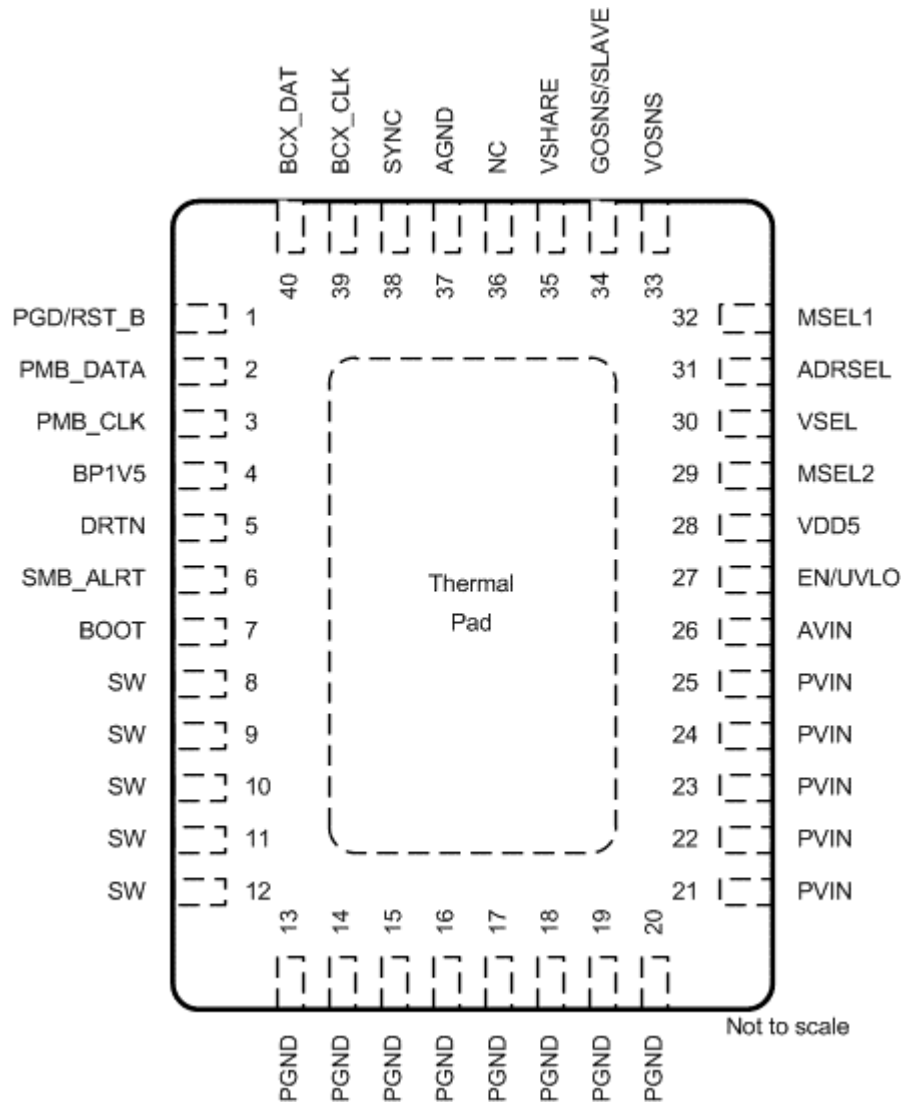 BCX_DAT
BCX_CLK
SYNC
AGND
NC
VSHARE
GOSNS/SLAVE
VOSNS
40
39
38
37
36
35
34
33
PGD/RST_B 1
32 MSEL1
PMB_DATA 2
31 ADRSEL
PMB_CLK 3
30 VSEL
BP1V5 4
29 MSEL2
DRTN 5
28 VDD5
SMB_ALRT 6
27 EN/UVLO
BOOT 7
26 AVIN
SW 8
25 PVIN
SW 9
24 PVIN
SW 10
23 PVIN
SW 11
22 PVIN
SW 12
21 PVIN
Thermal
Pad
13
14
15
16
17
18
19
20
PGND
PGND
PGND
PGND
PGND
PGND
PGND
PGND
Not to scale